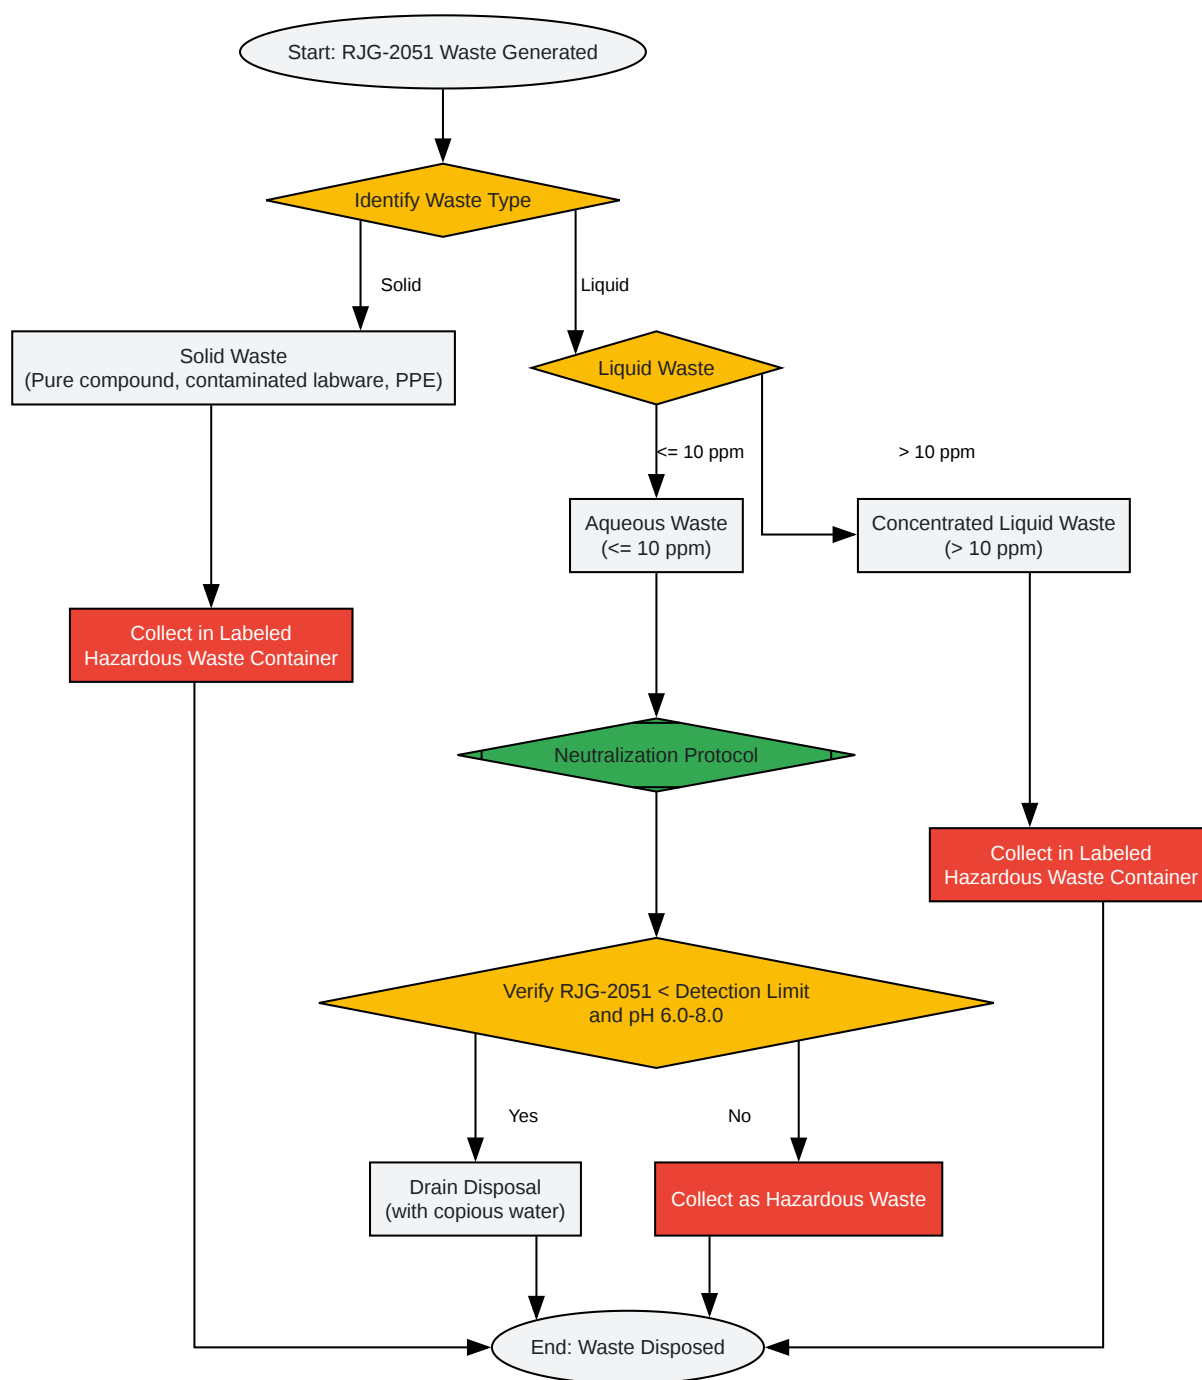 Start: RJG-2051 Waste Generated
Identify Waste Type
Solid
Liquid
Solid Waste
(Pure compound, contaminated labware, PPE)
Liquid Waste
<= 10 ppm
> 10 ppm
Aqueous Waste
(<= 10 ppm)
Concentrated Liquid Waste
(> 10 ppm)
Collect in Labeled
Hazardous Waste Container
Neutralization Protocol
Collect in Labeled
Hazardous Waste Container
Verify RJG-2051 < Detection Limit
and pH 6.0-8.0
Yes
No
Drain Disposal
(with copious water)
Collect as Hazardous Waste
End: Waste Disposed